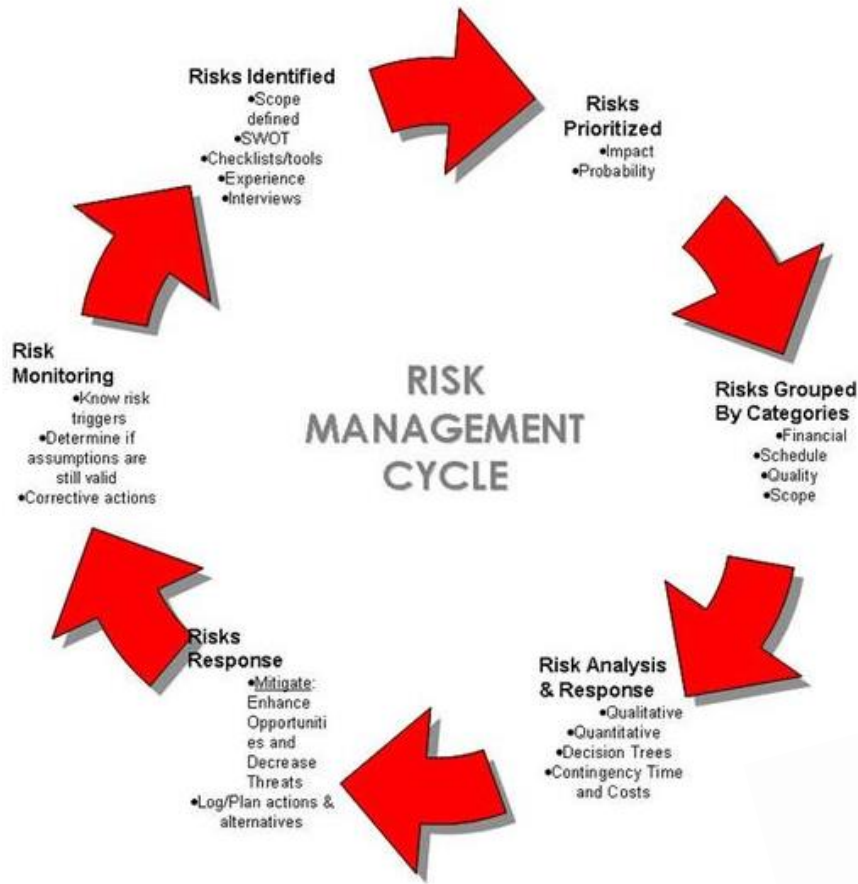 Risks Identified
•Scope
defined
•SWOT
•Checklists/tools
•Experience
•Interviews
Risks
Prioritized
•Impact
•Probability
Risks Grouped
By Categories
•Financial
•Schedule
•Quality
•Scope
Risk Analysis
& Response
•Qualitative
•Quantitative
•Decision Trees
•Contingency Time
and Costs
Risks
Response
•Mitigate:
Enhance
Opportuniti
es and
Decrease
Threats
•Log/Plan actions &
alternatives
Risk
Monitoring
•Know risk
triggers
•Determine if
assumptions are
still valid
•Corrective actions
RISK
MANAGEMENT
CYCLE